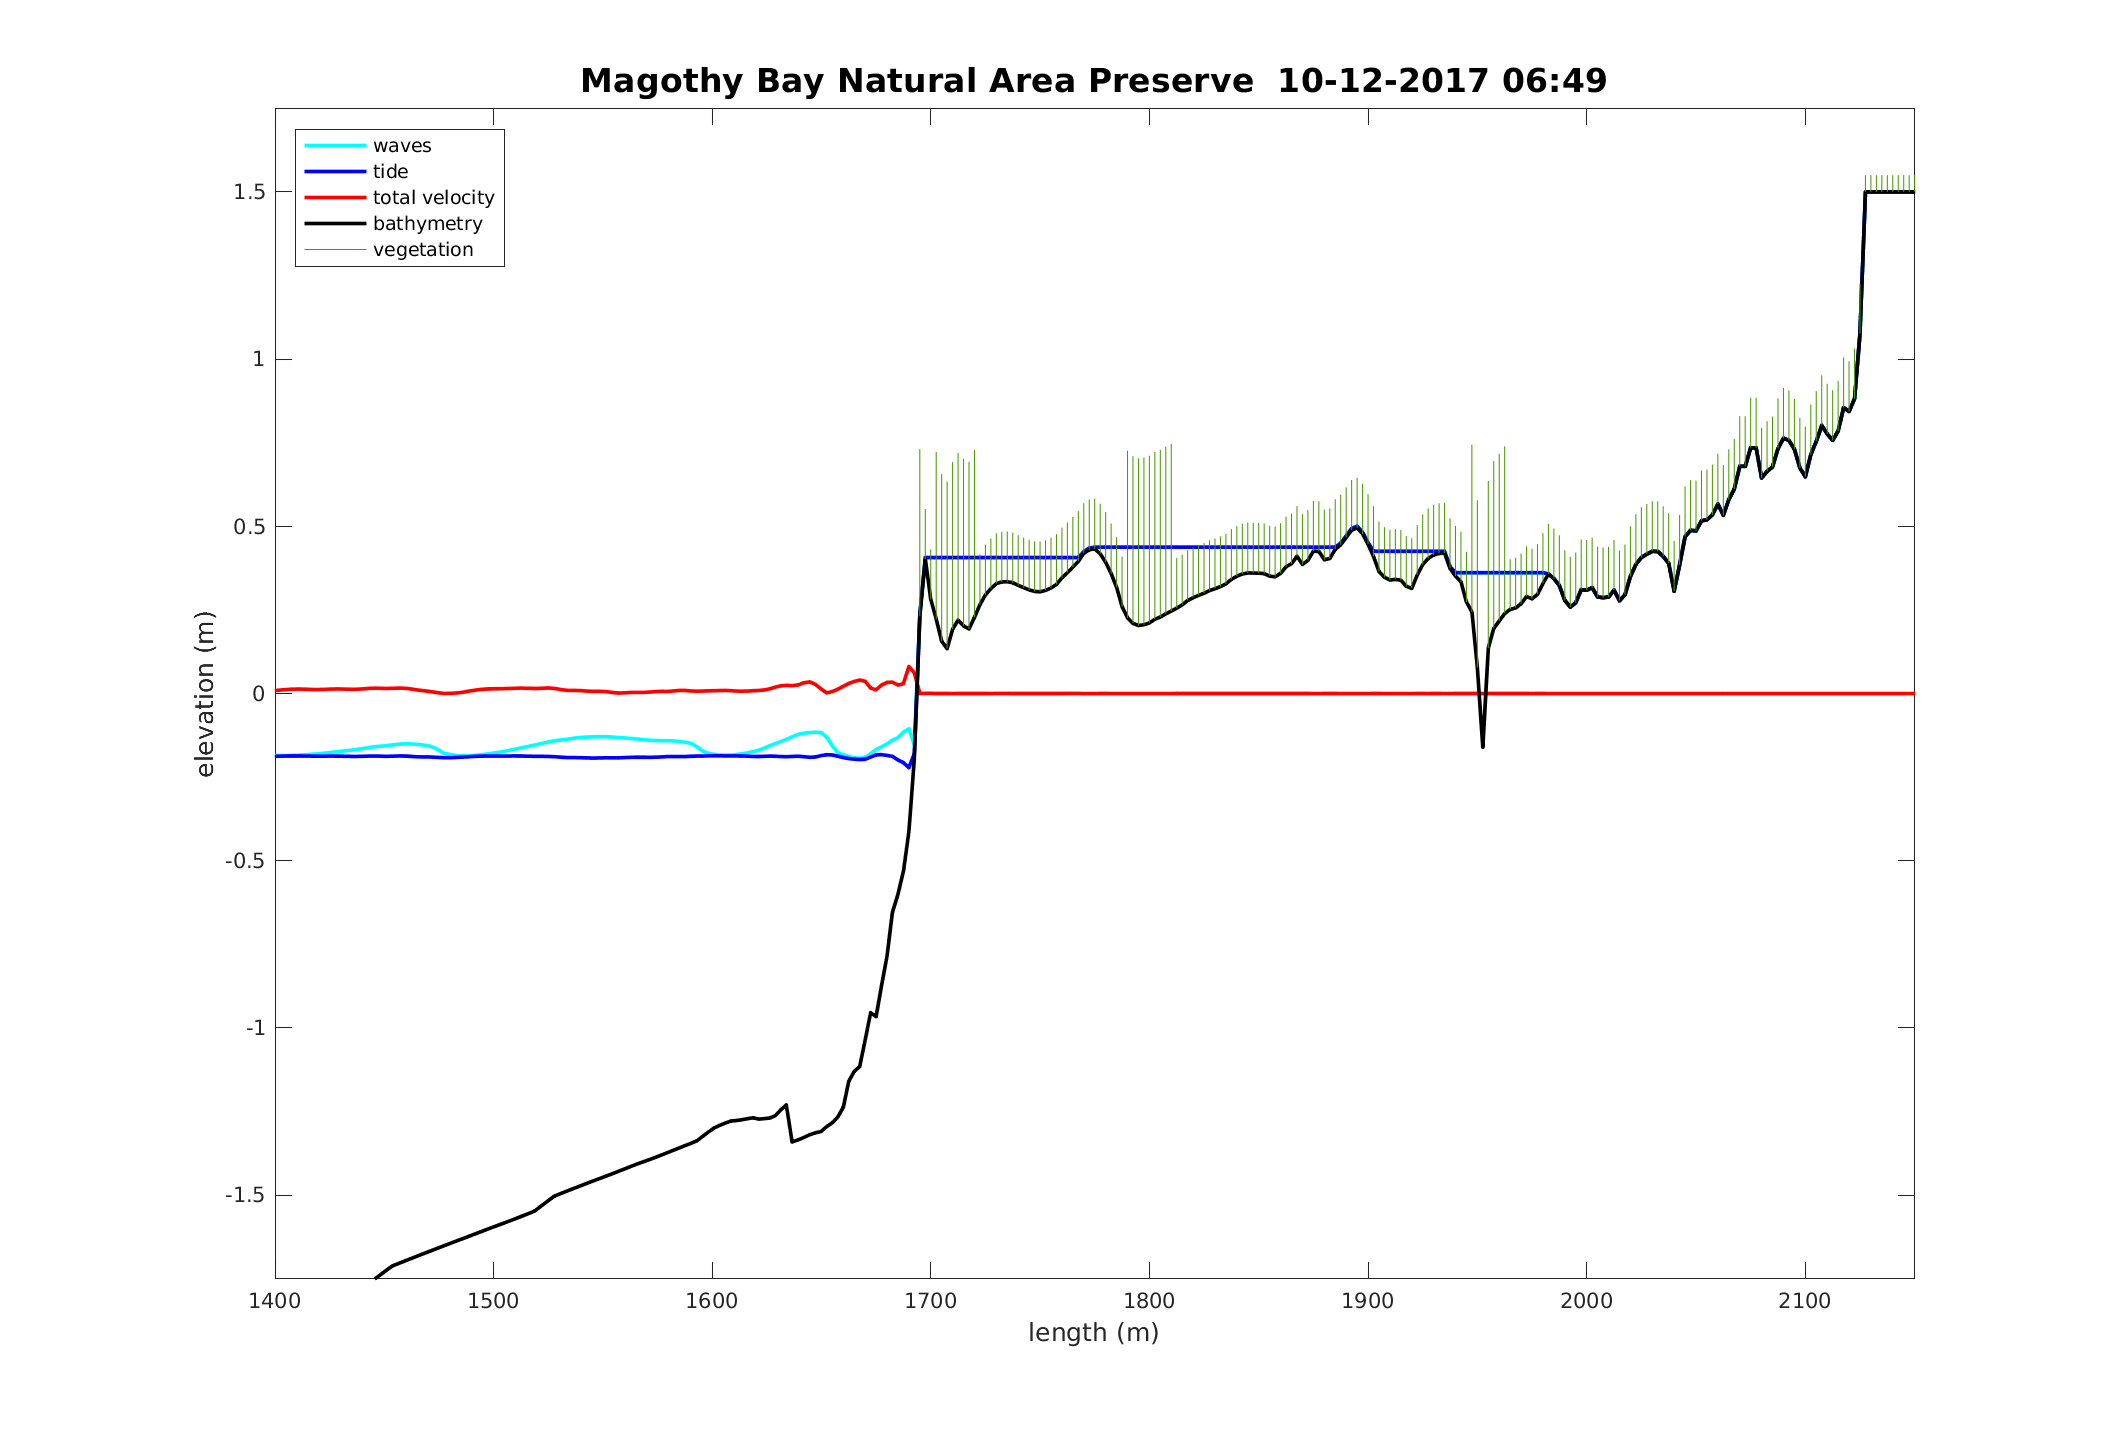 Magothy Bay Natural Area Preserve  10-12-2017 06:49
waves
tide
total velocity
bathymetry
vegetation
1.5
1
0.5
0
-0.5
-1
-1.5
elevation (m)
1400 1500 1600 1700 1800 1900 2000 2100
length (m)